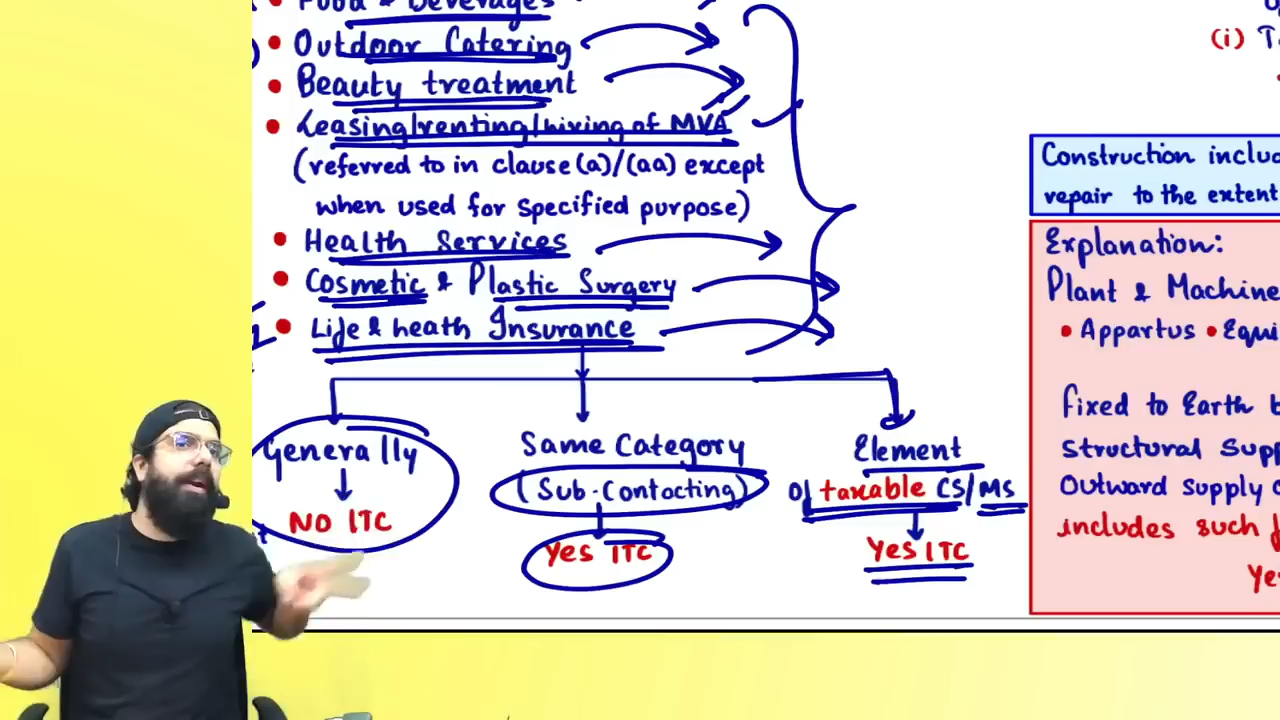 • Food & Beverages
• Outdoor Catering
• Beauty treatment
• Leasing/renting/hiring of MVA
(referred to in clause (a)/(aa) except
when used for specified purpose)
• Health Services
• Cosmetic & Plastic Surgery
• Life & heath Insurance
Generally
NO ITC
Same Category
(Sub-Contacting)
Yes ITC
Element
of taxable CS/MS
Yes ITC
(i)
Construction includ
repair to the extent
Explanation:
Plant & Machine
• Appartus • Equi
fixed to Earth b
Structural Supp
Outward supply
includes such
Ye